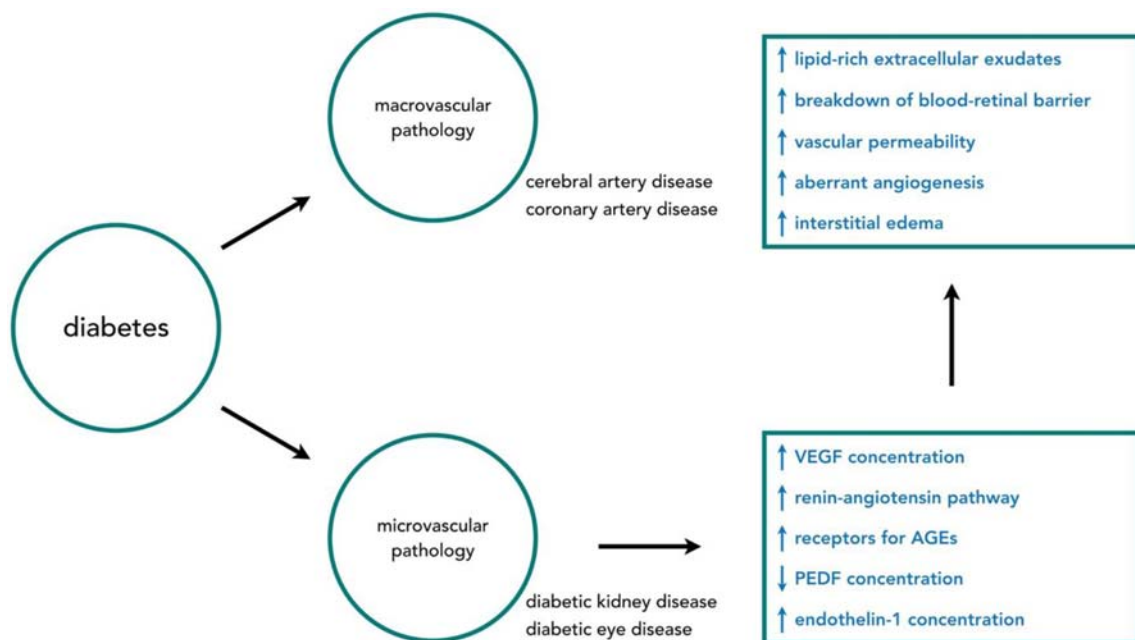 diabetes
macrovascular
pathology
cerebral artery disease
coronary artery disease
microvascular
pathology
diabetic kidney disease
diabetic eye disease
↑ VEGF concentration
↑ renin-angiotensin pathway
↑ receptors for AGEs
↓ PEDF concentration
↑ endothelin-1 concentration
↑ lipid-rich extracellular exudates
↑ breakdown of blood-retinal barrier
↑ vascular permeability
↑ aberrant angiogenesis
↑ interstitial edema